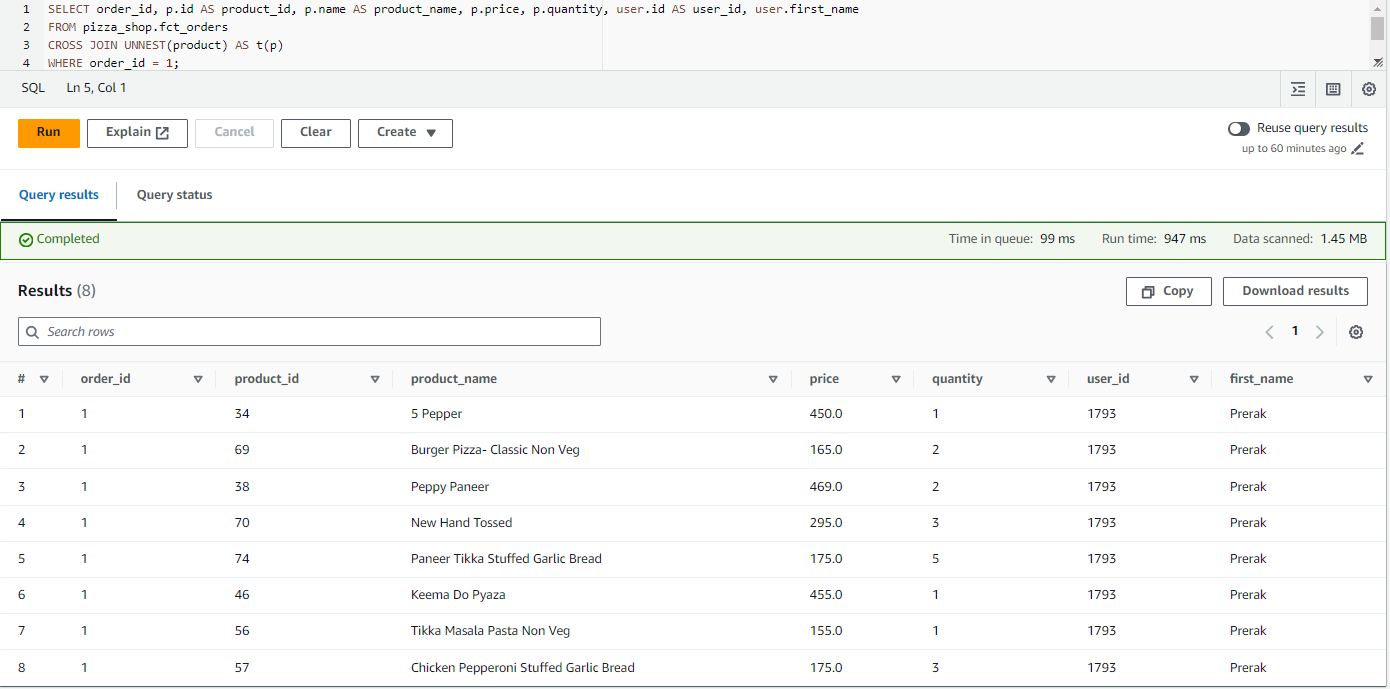 1 SELECT order_id, p.id AS product_id, p.name AS product_name, p.price, p.quantity, user.id AS user_id, user.first_name
2 FROM pizza_shop.fct_orders
3 CROSS JOIN UNNEST(product) AS t(p)
4 WHERE order_id = 1;
SQL Ln 5, Col 1
Run Explain Cancel Clear Create Reuse query results
up to 60 minutes ago
Query results Query status
Completed Time in queue: 99 ms Run time: 947 ms Data scanned: 1.45 MB
Results (8) Copy Download results
Search rows 1
# order_id product_id product_name price quantity user_id first_name
1 1 34 5 Pepper 450.0 1 1793 Prerak
2 1 69 Burger Pizza- Classic Non Veg 165.0 2 1793 Prerak
3 1 38 Peppy Paneer 469.0 2 1793 Prerak
4 1 70 New Hand Tossed 295.0 3 1793 Prerak
5 1 74 Paneer Tikka Stuffed Garlic Bread 175.0 5 1793 Prerak
6 1 46 Keema Do Pyaza 455.0 1 1793 Prerak
7 1 56 Tikka Masala Pasta Non Veg 155.0 1 1793 Prerak
8 1 57 Chicken Pepperoni Stuffed Garlic Bread 175.0 3 1793 Prerak